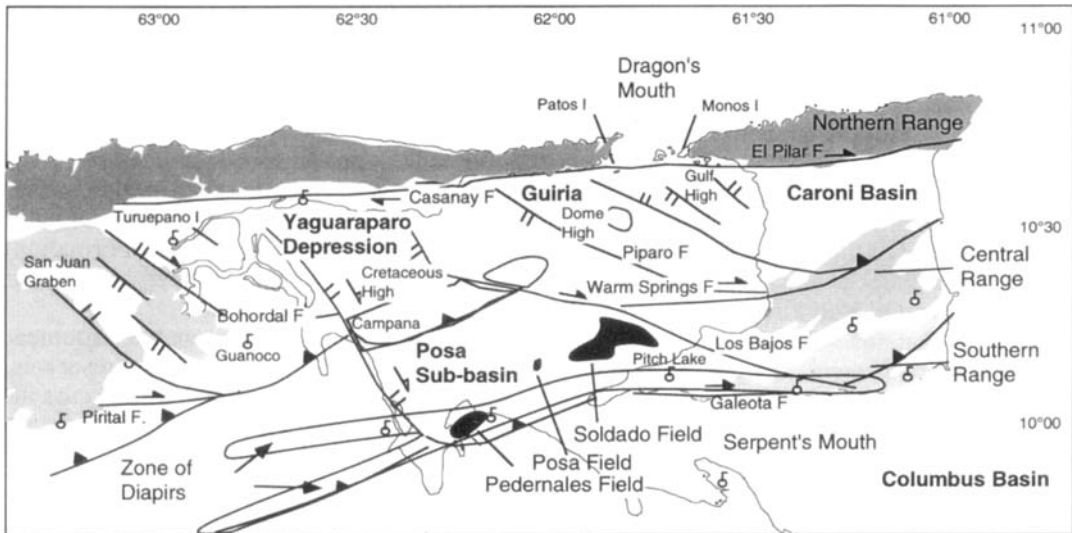 63°00
62°30
62°00
61°30
61°00
11°00
Dragon's
Mouth
Patos I
Monos I
Northern Range
El Pilar F
Casanay F
Guiria
Gulf
High
Caroni Basin
Turuepano I
Yaguaraparo
Depression
Dome
High
10°30
San Juan
Graben
Cretaceous
High
Piparo F
Central
Range
Warm Springs F
Bohordal F
Campana
Guanoco
Posa
Sub-basin
Los Bajos F
Pitch Lake
Southern
Range
Pirital F.
Galeota F
10°00
Soldado Field
Serpent's Mouth
Zone of
Diapirs
Posa Field
Pedernales Field
Columbus Basin